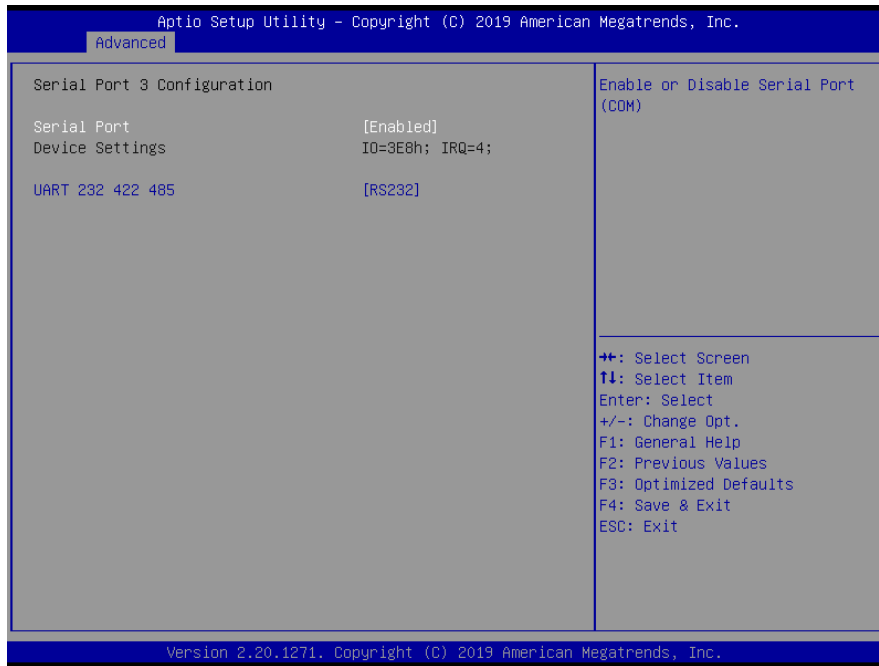 Aptio Setup Utility – Copyright (C) 2019 American Megatrends, Inc.
Advanced
Serial Port 3 Configuration
Serial Port [Enabled]
Device Settings IO=3E8h; IRQ=4;
UART 232 422 485 [RS232]
Enable or Disable Serial Port
(COM)
→←: Select Screen
↑↓: Select Item
Enter: Select
+/-: Change Opt.
F1: General Help
F2: Previous Values
F3: Optimized Defaults
F4: Save & Exit
ESC: Exit
Version 2.20.1271. Copyright (C) 2019 American Megatrends, Inc.